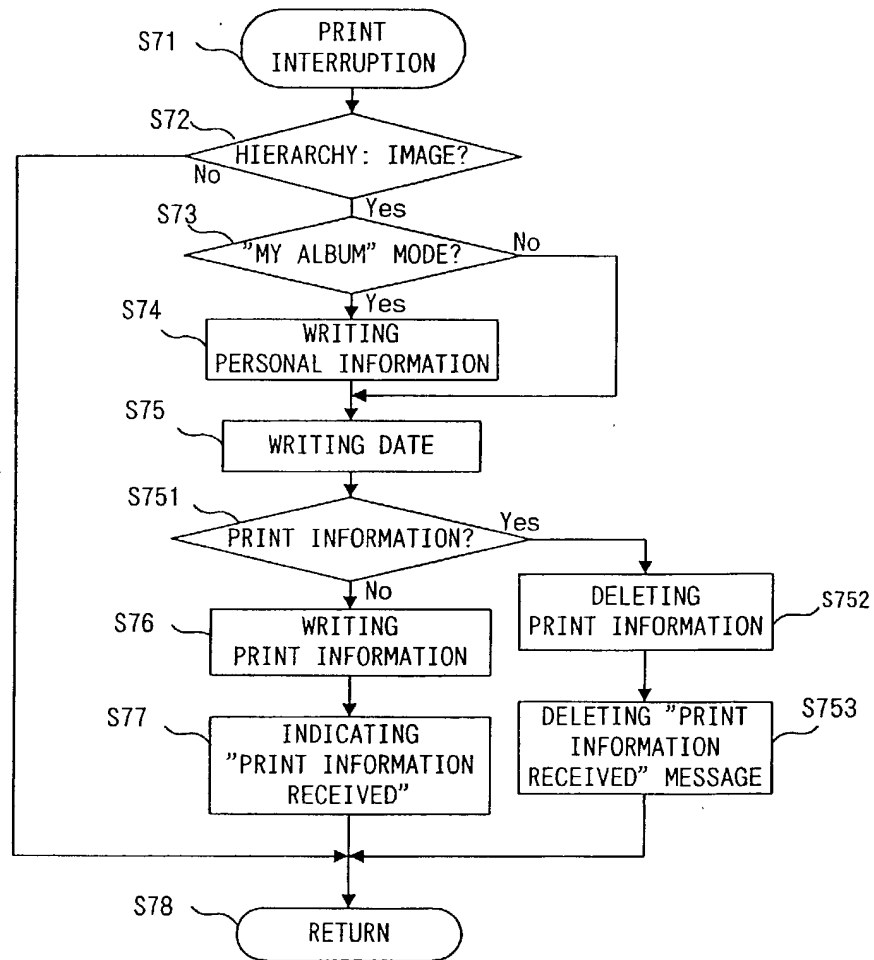 S71
PRINT
INTERRUPTION
S72
HIERARCHY: IMAGE?
No
Yes
S73
"MY ALBUM" MODE?
No
Yes
S74
WRITING
PERSONAL INFORMATION
S75
WRITING DATE
S751
PRINT INFORMATION?
Yes
No
S76
WRITING
PRINT INFORMATION
DELETING
PRINT INFORMATION
S752
S77
INDICATING
"PRINT INFORMATION
RECEIVED"
DELETING "PRINT
INFORMATION
RECEIVED" MESSAGE
S753
S78
RETURN